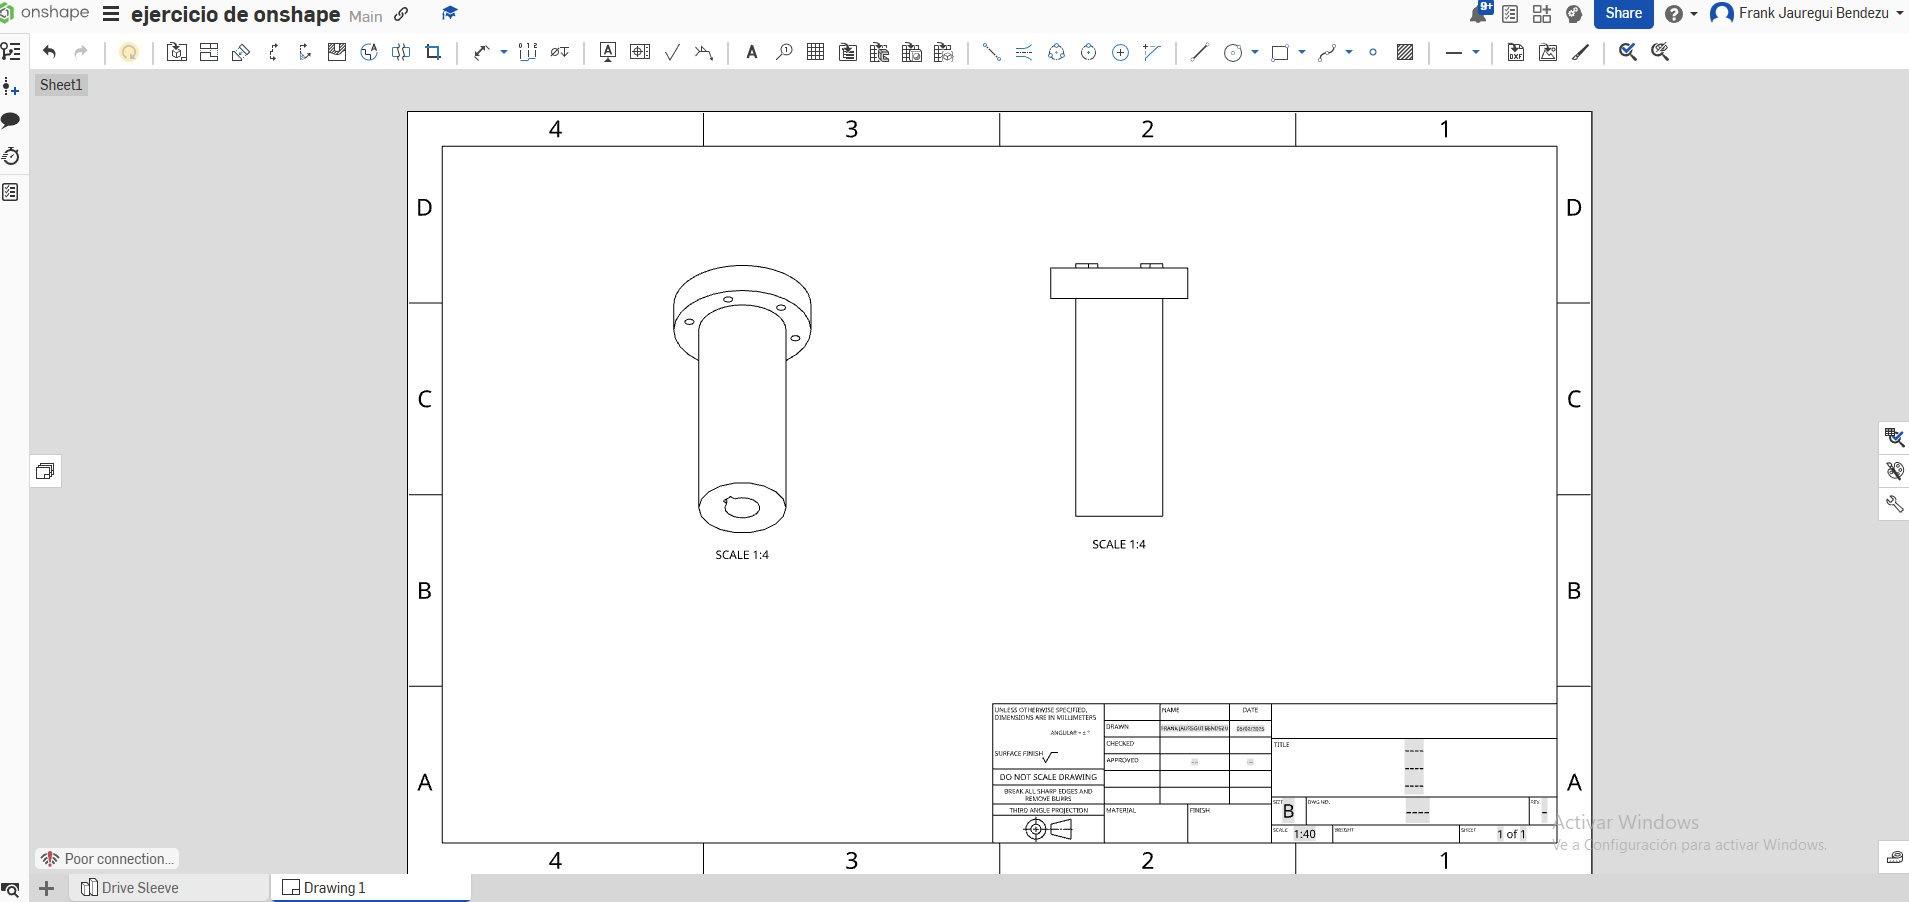 onshape ejercicio de onshape Main 9+ Share Frank Jauregui Bendezu
Sheet1
4 3 2 1
D D
C C
SCALE 1:4
SCALE 1:4
B B
A A
UNLESS OTHERWISE SPECIFIED,
DIMENSIONS ARE IN MILLIMETERS
ANGULAR = ± °
SURFACE FINISH
DO NOT SCALE DRAWING
BREAK ALL SHARP EDGES AND
REMOVE BURRS
THIRD ANGLE PROJECTION
NAME DATE
DRAWN FRANK JAUREGUI BENDEZU
CHECKED
APPROVED -- --
MATERIAL FINISH
TITLE
----
----
----
SIZE B DWG NO. ---- REV. -
SCALE 1:40 WEIGHT SHEET 1 of 1
Activar Windows
Ve a Configuración para activar Windows.
4 3 2 1
Poor connection...
Drive Sleeve Drawing 1